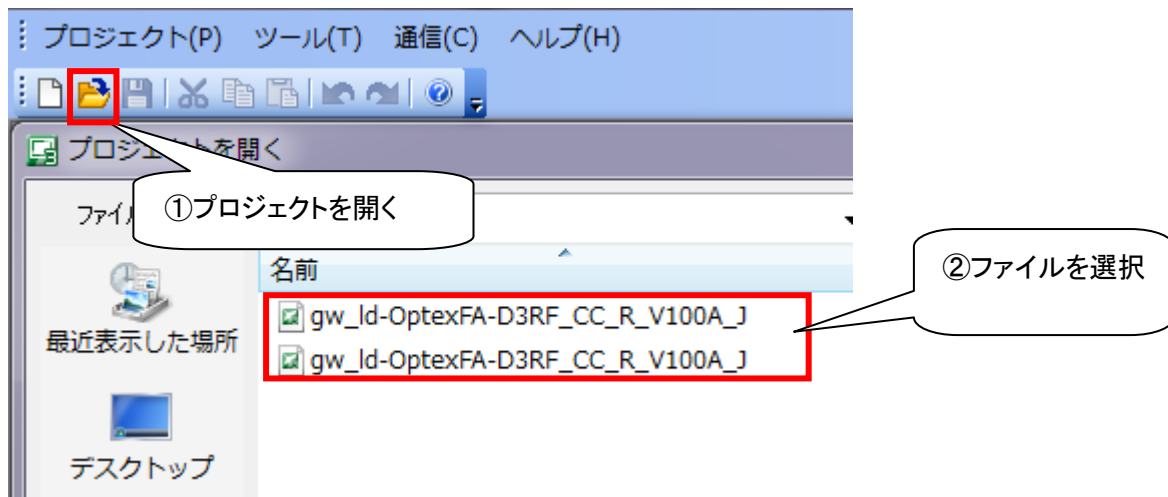 プロジェクト(P) ツール(T) 通信(C) ヘルプ(H)
プロジェクトを開く
①プロジェクトを開く
ファイル
名前
②ファイルを選択
gw_ld-OptexFA-D3RF_CC_R_V100A_J
gw_ld-OptexFA-D3RF_CC_R_V100A_J
最近表示した場所
デスクトップ